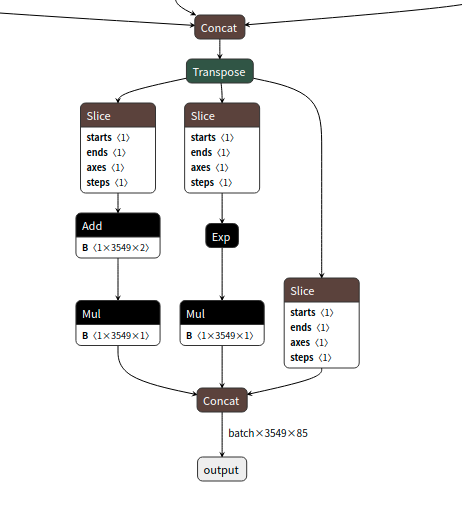 Concat
Transpose
Slice
starts 〈1〉
ends 〈1〉
axes 〈1〉
steps 〈1〉
Slice
starts 〈1〉
ends 〈1〉
axes 〈1〉
steps 〈1〉
Add
B 〈1×3549×2〉
Exp
Slice
starts 〈1〉
ends 〈1〉
axes 〈1〉
steps 〈1〉
Mul
B 〈1×3549×1〉
Mul
B 〈1×3549×1〉
Concat
batch×3549×85
output